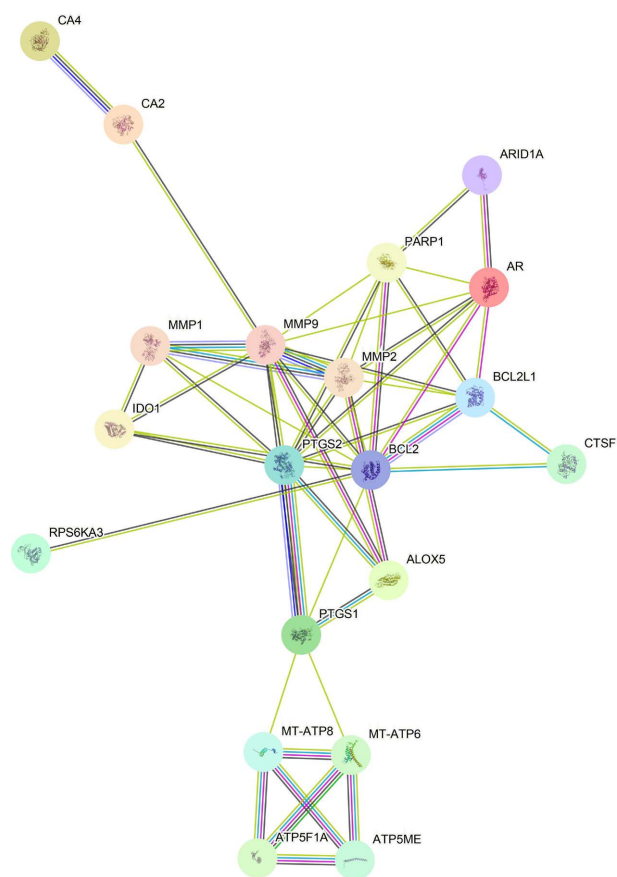 CA4
CA2
ARID1A
PARP1
AR
MMP1
MMP9
MMP2
BCL2L1
IDO1
PTGS2
BCL2
CTSF
RPS6KA3
ALOX5
PTGS1
MT-ATP8
MT-ATP6
ATP5F1A
ATP5ME